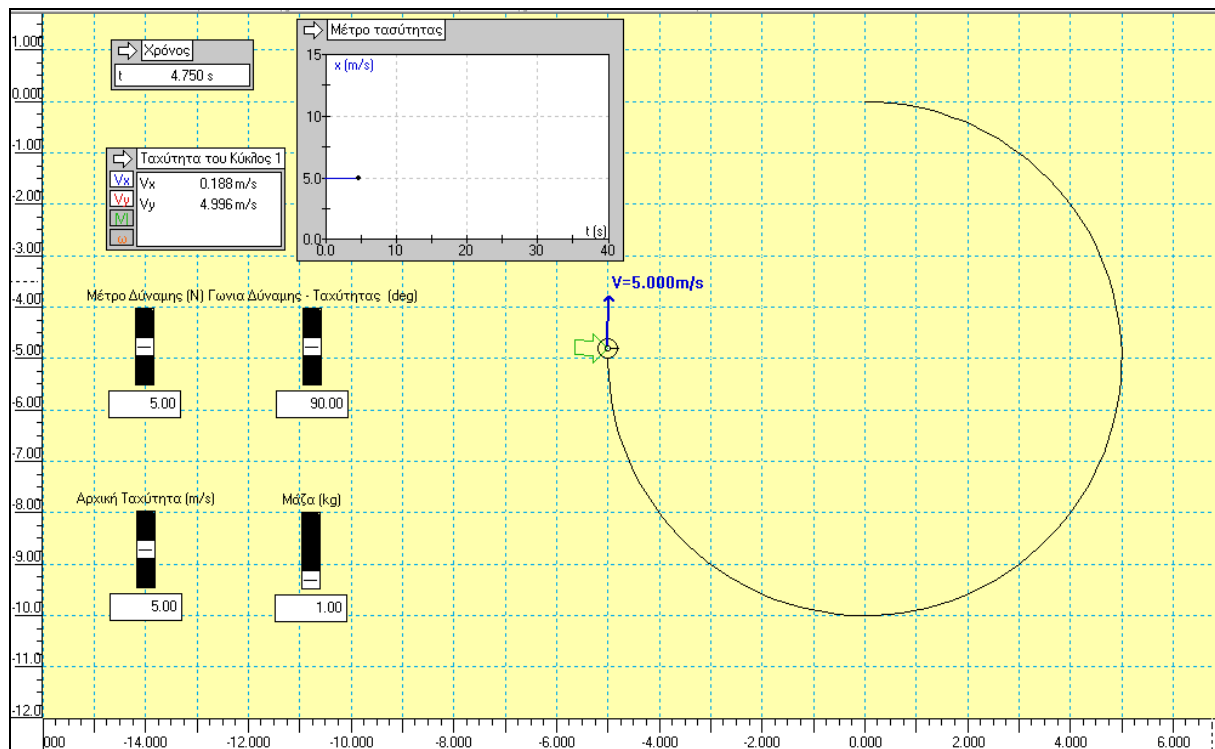 Χρόνος
t 4.750 s
Ταχύτητα του Κύκλος 1
Vx Vx 0.188 m/s
Vy Vy 4.996 m/s
|V|
ω
Μέτρο τασύτητας
x (m/s)
15
10
5.0
0.0
0.0 10 20 30 40
t (s)
V=5.000m/s
Μέτρο Δύναμης (N) Γωνια Δύναμης - Ταχύτητας (deg)
5.00 90.00
Αρχική Ταχύτητα (m/s) Μάζα (kg)
5.00 1.00
1.000
0.000
-1.00
-2.00
-3.00
-4.00
-5.00
-6.00
-7.00
-8.00
-9.00
-10.0
-11.0
-12.0
000 -14.000 -12.000 -10.000 -8.000 -6.000 -4.000 -2.000 0.000 2.000 4.000 6.000